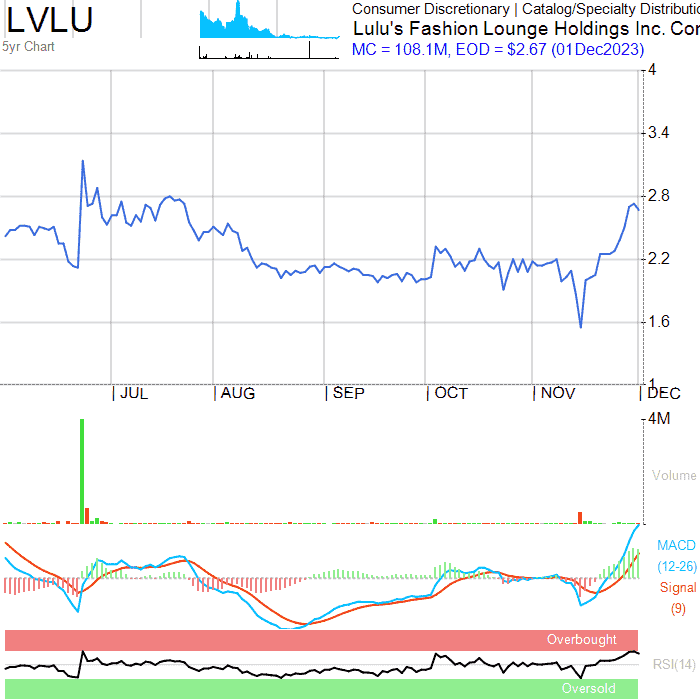 LVLU
5yr Chart
Consumer Discretionary | Catalog/Specialty Distributio
Lulu's Fashion Lounge Holdings Inc. Cor
MC = 108.1M, EOD = $2.67 (01Dec2023)
4
3.4
2.8
2.2
1.6
1
JUL AUG SEP OCT NOV DEC
4M
Volume
MACD
(12-26)
Signal
(9)
Overbought
RSI(14)
Oversold